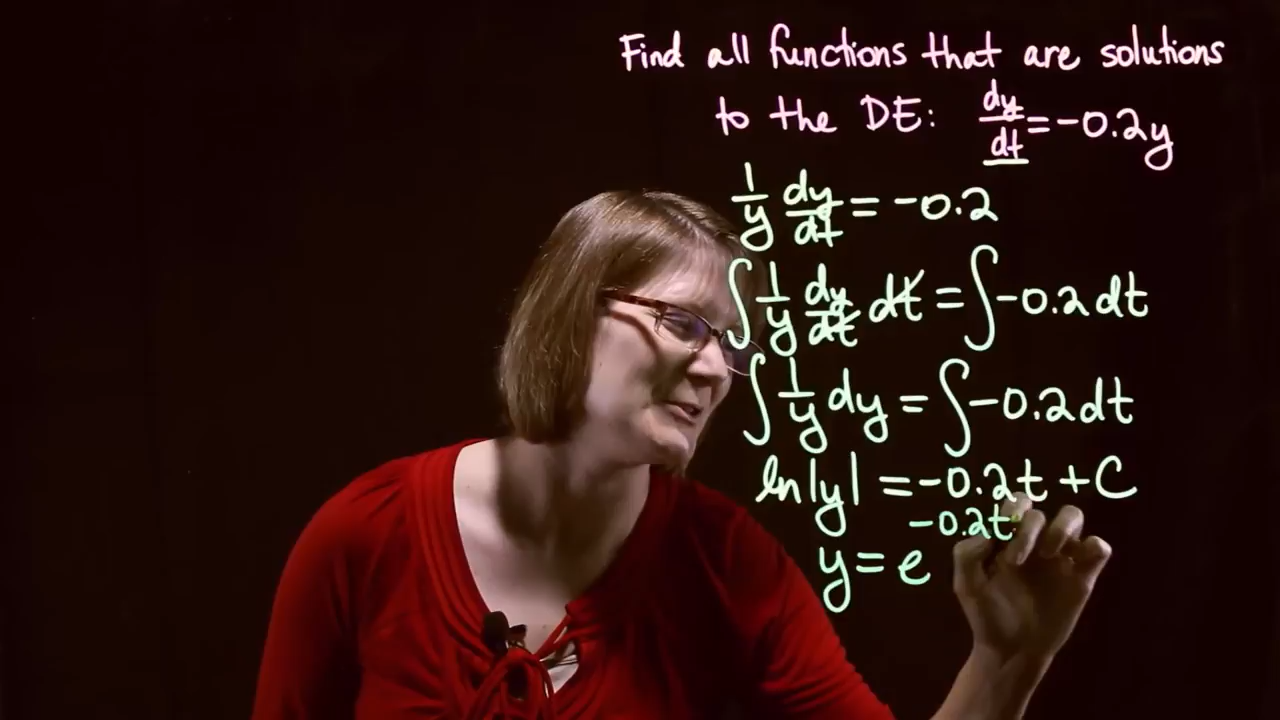 Find all functions that are solutions
to the DE: dy/dt = -0.2y
1/y dy/dt = -0.2
∫ 1/y dy/dt dt = ∫ -0.2 dt
∫ 1/y dy = ∫ -0.2 dt
ln|y| = -0.2t + C
y = e^-0.2t